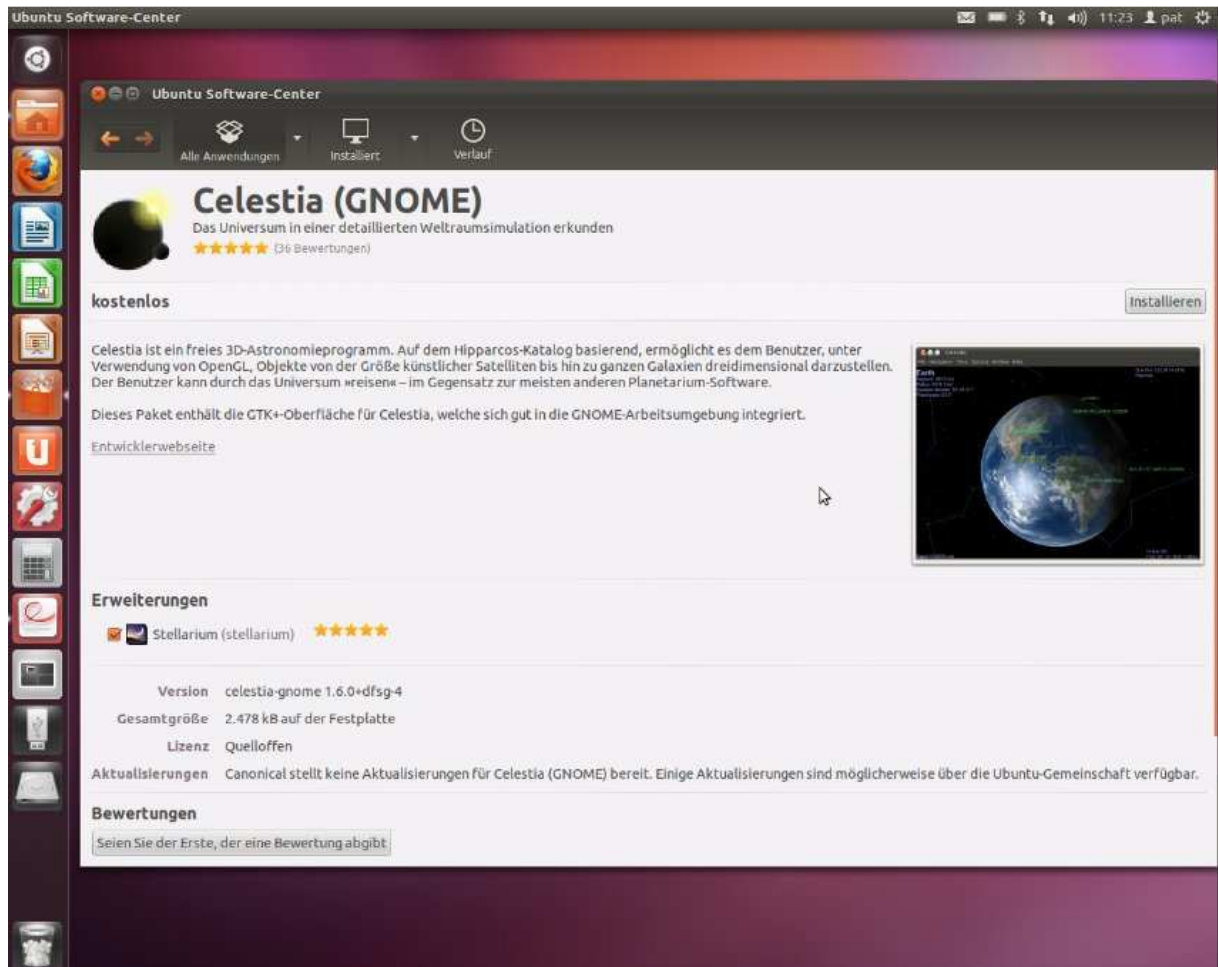 Ubuntu Software-Center
11:23 pat
Ubuntu Software-Center
Alle Anwendungen Installiert Verlauf
Celestia (GNOME)
Das Universum in einer detaillierten Weltraumsimulation erkunden
(36 Bewertungen)
kostenlos
Installieren
Celestia ist ein freies 3D-Astronomieprogramm. Auf dem Hipparcos-Katalog basierend, ermöglicht es dem Benutzer, unter
Verwendung von OpenGL, Objekte von der Größe künstlicher Satelliten bis hin zu ganzen Galaxien dreidimensional darzustellen.
Der Benutzer kann durch das Universum »reisen« – im Gegensatz zur meisten anderen Planetarium-Software.
Dieses Paket enthält die GTK+-Oberfläche für Celestia, welche sich gut in die GNOME-Arbeitsumgebung integriert.
Entwicklerwebseite
Earth
Erweiterungen
Stellarium (stellarium)
Version celestia-gnome 1.6.0+dfsg-4
Gesamtgröße 2.478 kB auf der Festplatte
Lizenz Quelloffen
Aktualisierungen Canonical stellt keine Aktualisierungen für Celestia (GNOME) bereit. Einige Aktualisierungen sind möglicherweise über die Ubuntu-Gemeinschaft verfügbar.
Bewertungen
Seien Sie der Erste, der eine Bewertung abgibt